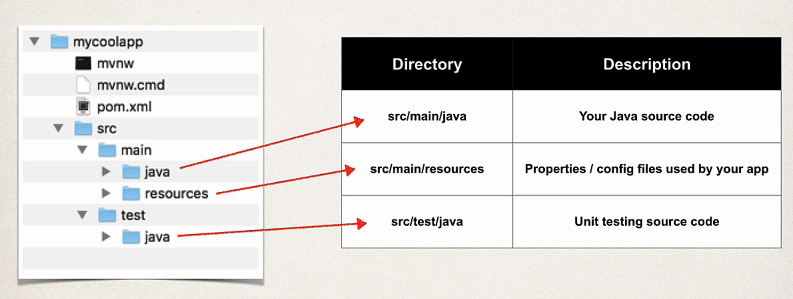 mycoolapp
mvnw
mvnw.cmd
pom.xml
src
main
java
resources
test
java
Directory Description
src/main/java Your Java source code
src/main/resources Properties / config files used by your app
src/test/java Unit testing source code